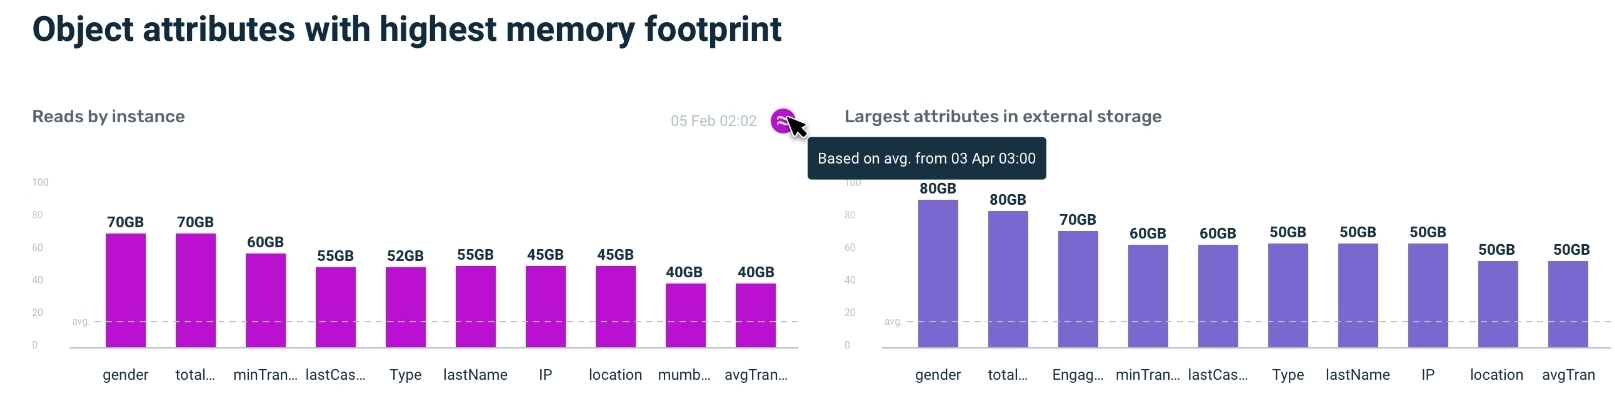 Object attributes with highest memory footprint
Reads by instance
05 Feb 02:02
100
80
60
40
20
0
avg.
70GB
70GB
60GB
55GB
52GB
55GB
45GB
45GB
40GB
40GB
gender
total...
minTran...
lastCas...
Type
lastName
IP
location
mumb...
avgTran...
Largest attributes in external storage
Based on avg. from 03 Apr 03:00
100
80
60
40
20
0
avg.
80GB
80GB
70GB
60GB
60GB
50GB
50GB
50GB
50GB
50GB
gender
total...
Engag...
minTran...
lastCas...
Type
lastName
IP
location
avgTran